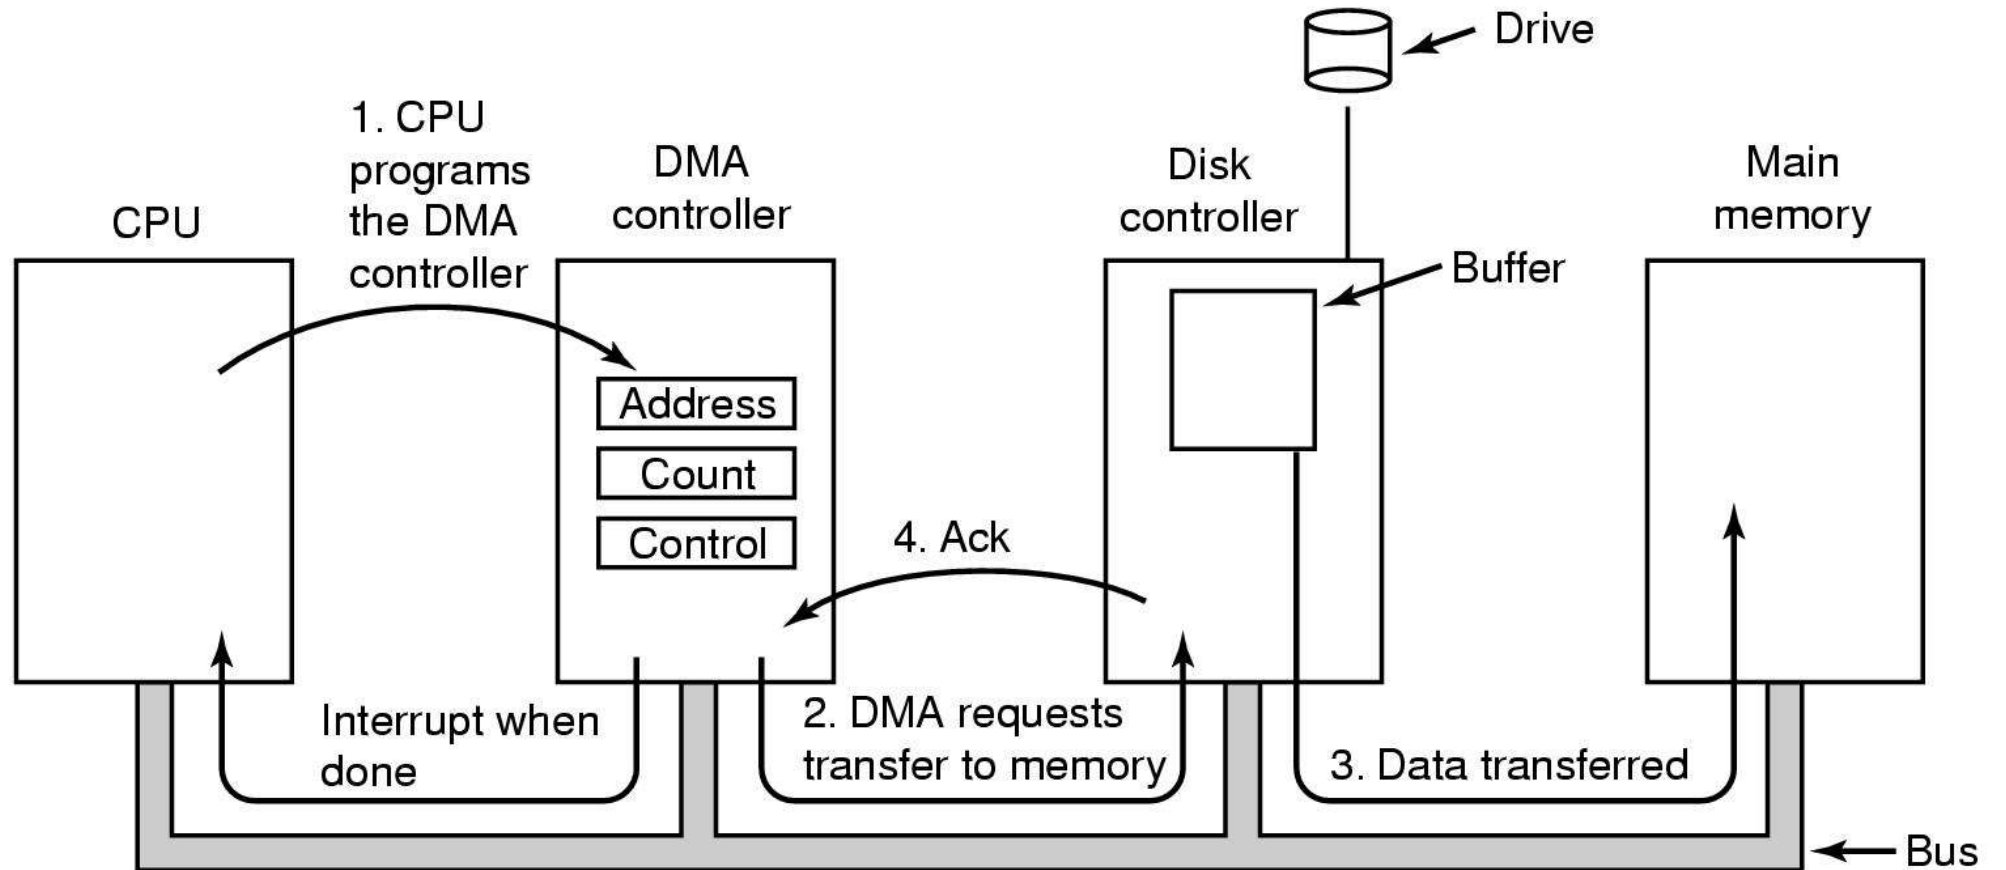 Drive
1. CPU
programs
the DMA
controller
CPU
DMA
controller
Disk
controller
Main
memory
Buffer
Address
Count
Control
4. Ack
Interrupt when
done
2. DMA requests
transfer to memory
3. Data transferred
Bus